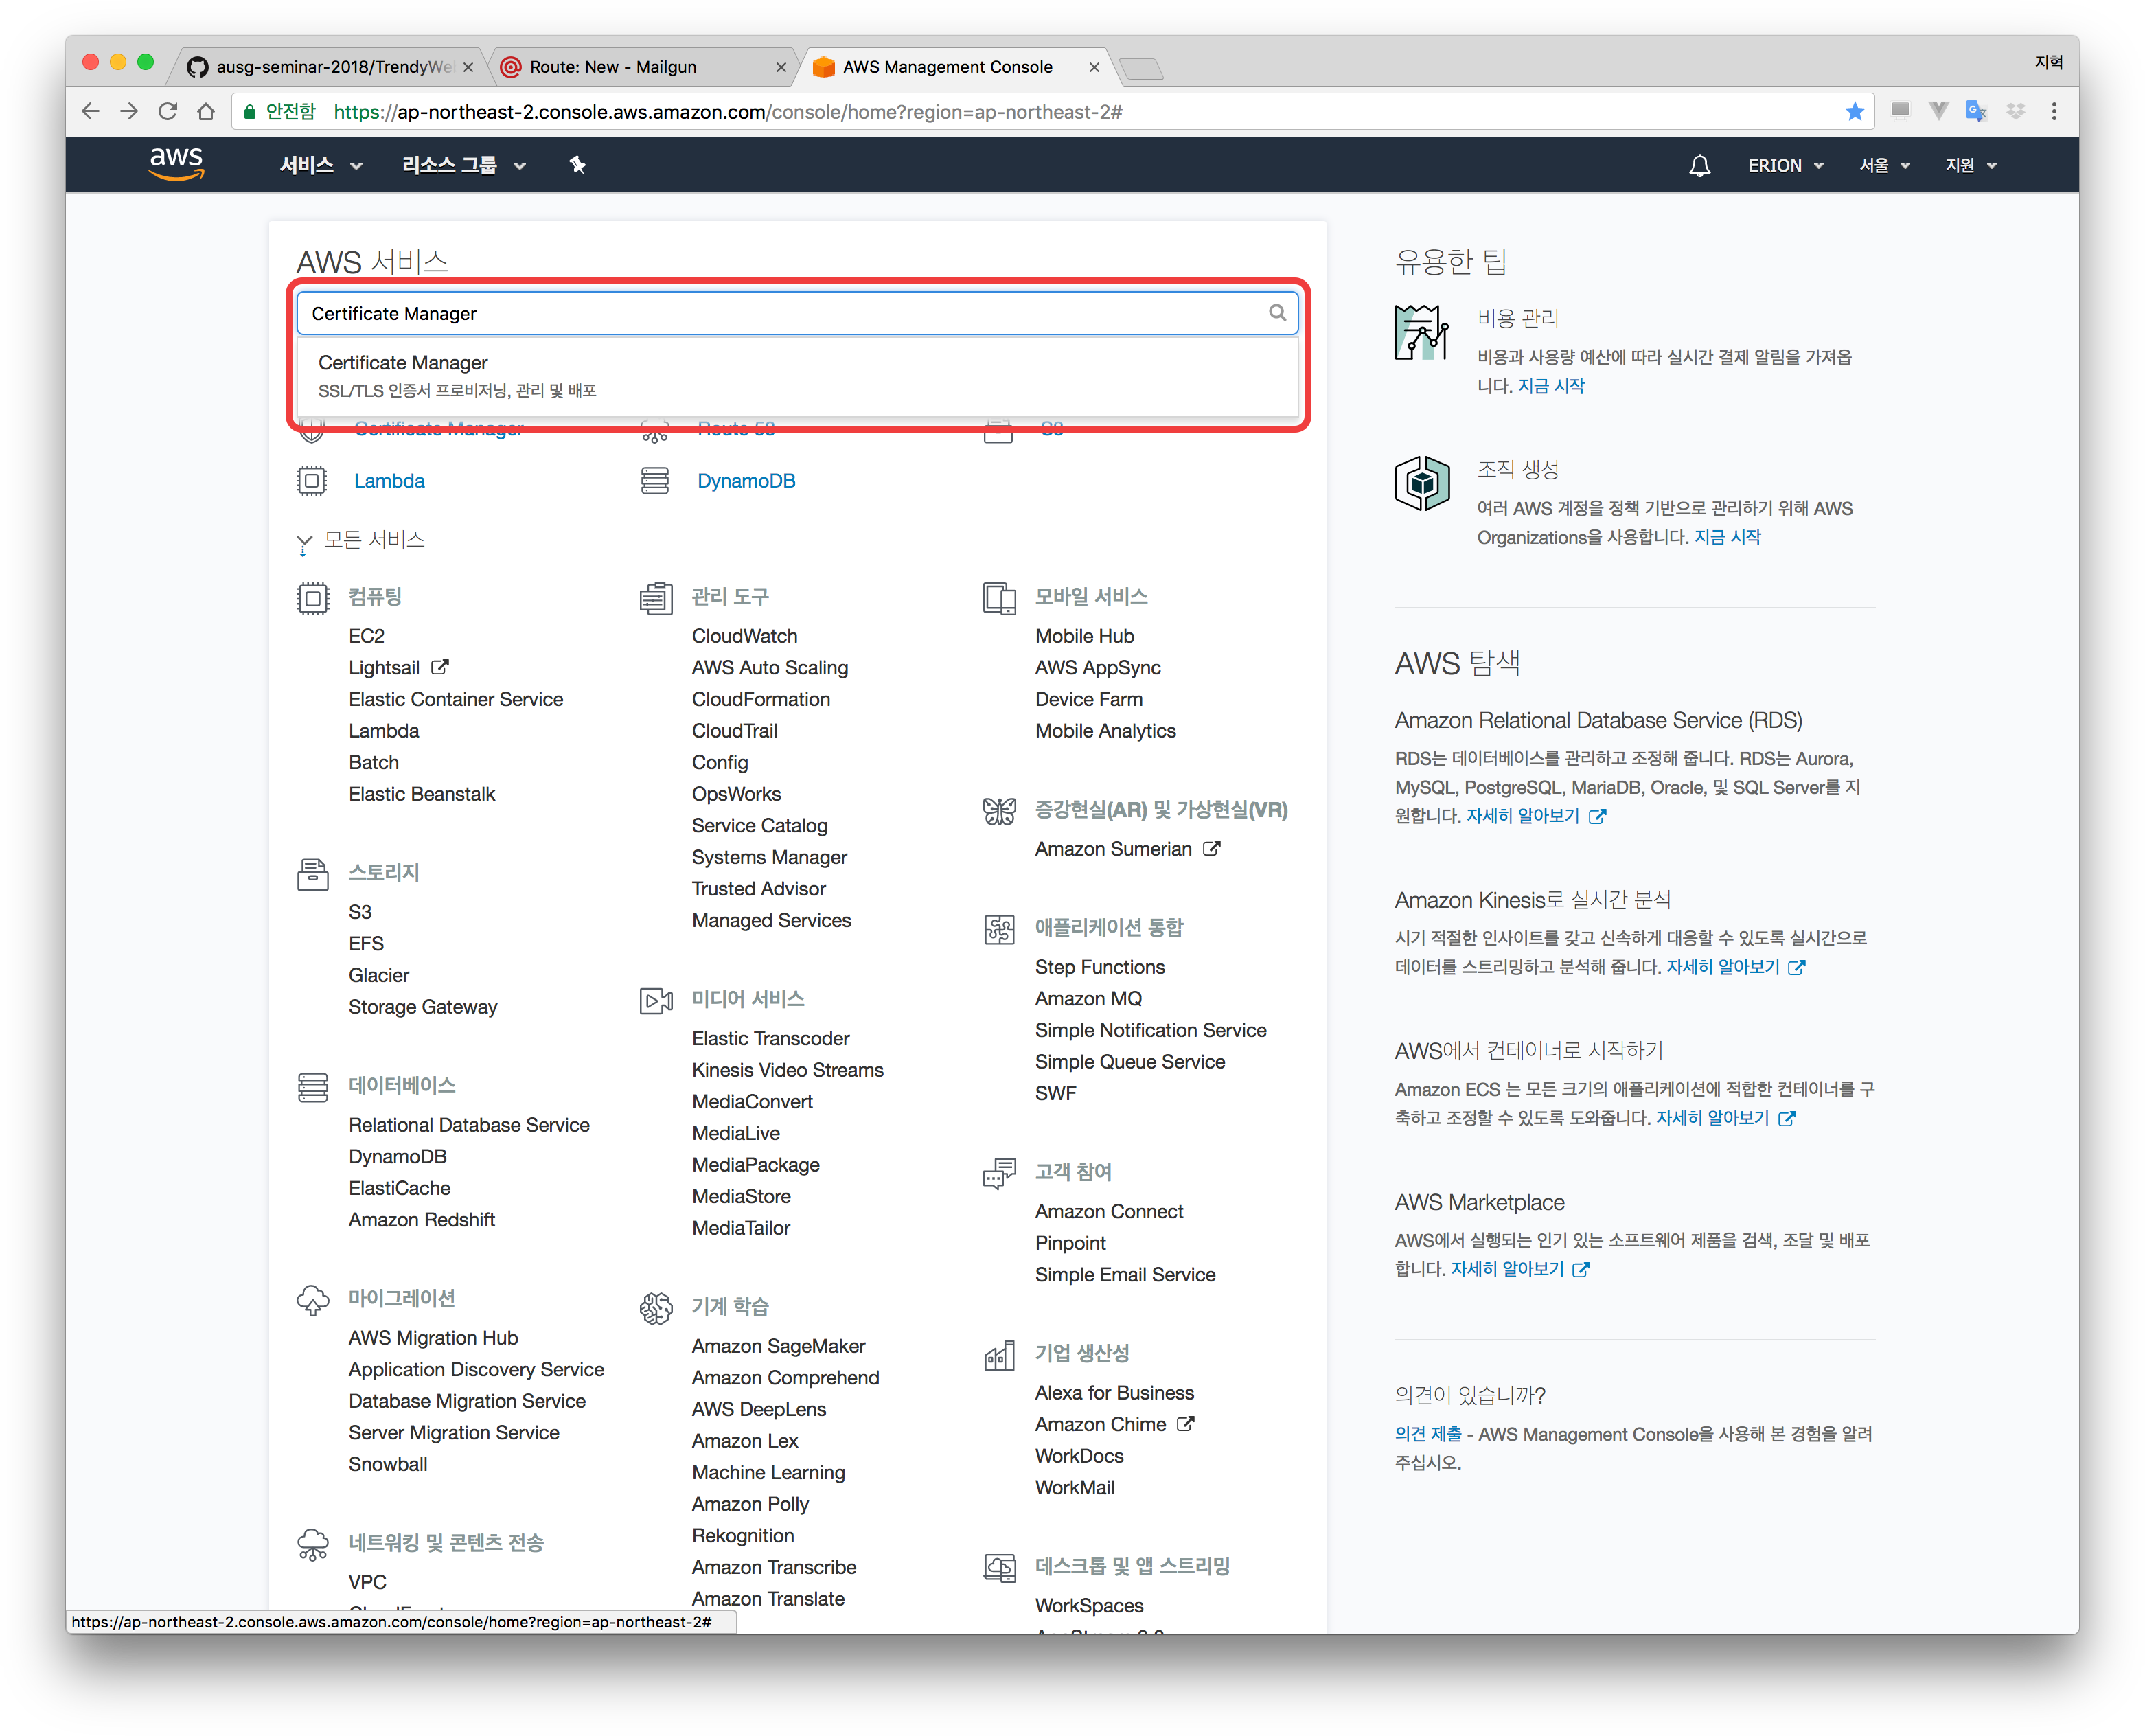 ausg-seminar-2018/TrendyWe
Route: New - Mailgun
AWS Management Console
지혁
안전함
https://ap-northeast-2.console.aws.amazon.com/console/home?region=ap-northeast-2#
aws
서비스
리소스 그룹
ERION
서울
지원
AWS 서비스
Certificate Manager
Certificate Manager
SSL/TLS 인증서 프로비저닝, 관리 및 배포
Certificate Manager
Route 53
S3
Lambda
DynamoDB
모든 서비스
컴퓨팅
EC2
Lightsail
Elastic Container Service
Lambda
Batch
Elastic Beanstalk
스토리지
S3
EFS
Glacier
Storage Gateway
데이터베이스
Relational Database Service
DynamoDB
ElastiCache
Amazon Redshift
마이그레이션
AWS Migration Hub
Application Discovery Service
Database Migration Service
Server Migration Service
Snowball
네트워킹 및 콘텐츠 전송
VPC
관리 도구
CloudWatch
AWS Auto Scaling
CloudFormation
CloudTrail
Config
OpsWorks
Service Catalog
Systems Manager
Trusted Advisor
Managed Services
미디어 서비스
Elastic Transcoder
Kinesis Video Streams
MediaConvert
MediaLive
MediaPackage
MediaStore
MediaTailor
기계 학습
Amazon SageMaker
Amazon Comprehend
AWS DeepLens
Amazon Lex
Machine Learning
Amazon Polly
Rekognition
Amazon Transcribe
Amazon Translate
모바일 서비스
Mobile Hub
AWS AppSync
Device Farm
Mobile Analytics
증강현실(AR) 및 가상현실(VR)
Amazon Sumerian
애플리케이션 통합
Step Functions
Amazon MQ
Simple Notification Service
Simple Queue Service
SWF
고객 참여
Amazon Connect
Pinpoint
Simple Email Service
기업 생산성
Alexa for Business
Amazon Chime
WorkDocs
WorkMail
데스크톱 및 앱 스트리밍
WorkSpaces
유용한 팁
비용 관리
비용과 사용량 예산에 따라 실시간 결제 알림을 가져옵
니다. 지금 시작
조직 생성
여러 AWS 계정을 정책 기반으로 관리하기 위해 AWS
Organizations을 사용합니다. 지금 시작
AWS 탐색
Amazon Relational Database Service (RDS)
RDS는 데이터베이스를 관리하고 조정해 줍니다. RDS는 Aurora,
MySQL, PostgreSQL, MariaDB, Oracle, 및 SQL Server를 지
원합니다. 자세히 알아보기
Amazon Kinesis로 실시간 분석
시기 적절한 인사이트를 갖고 신속하게 대응할 수 있도록 실시간으로
데이터를 스트리밍하고 분석해 줍니다. 자세히 알아보기
AWS에서 컨테이너로 시작하기
Amazon ECS 는 모든 크기의 애플리케이션에 적합한 컨테이너를 구
축하고 조정할 수 있도록 도와줍니다. 자세히 알아보기
AWS Marketplace
AWS에서 실행되는 인기 있는 소프트웨어 제품을 검색, 조달 및 배포
합니다. 자세히 알아보기
의견이 있습니까?
의견 제출 - AWS Management Console을 사용해 본 경험을 알려
주십시오.
https://ap-northeast-2.console.aws.amazon.com/console/home?region=ap-northeast-2#